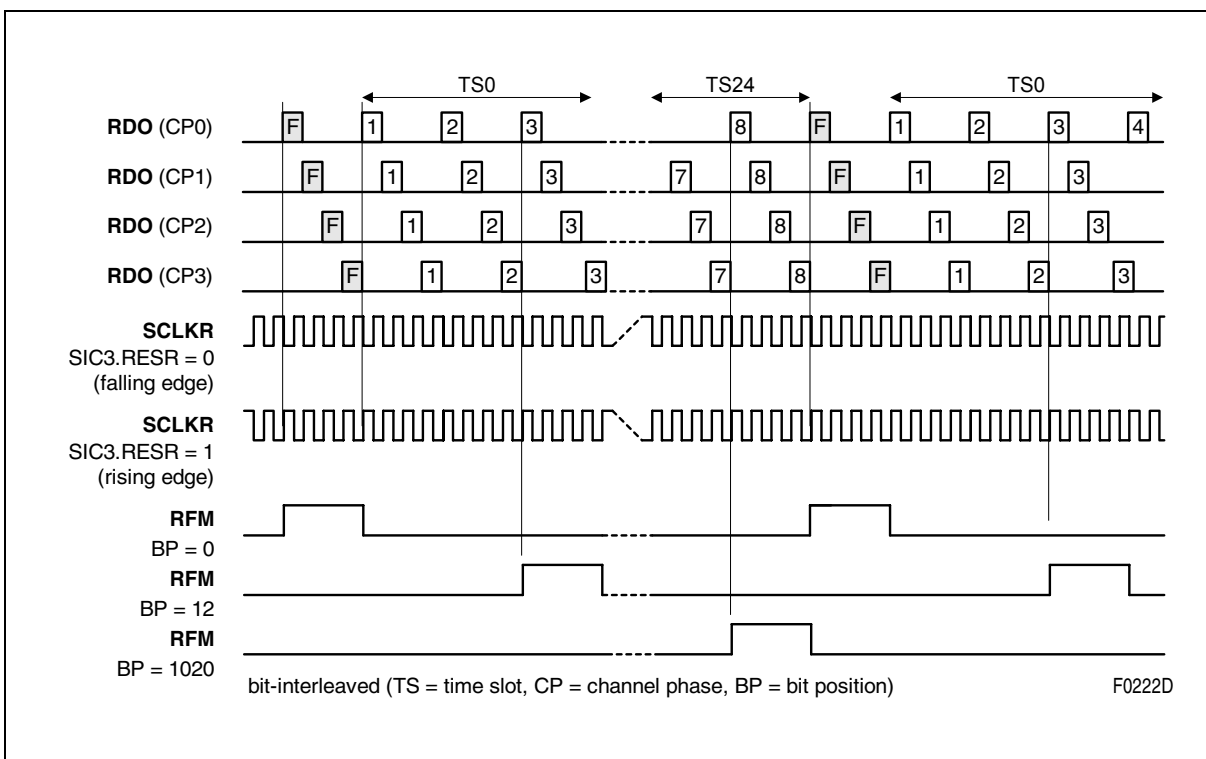 TS0 TS24 TS0
RDO (CP0) F 1 2 3 8 F 1 2 3 4
RDO (CP1) F 1 2 3 7 8 F 1 2 3
RDO (CP2) F 1 2 3 7 8 F 1 2 3
RDO (CP3) F 1 2 3 7 8 F 1 2 3
SCLKR
SIC3.RESR = 0
(falling edge)
SCLKR
SIC3.RESR = 1
(rising edge)
RFM
BP = 0
RFM
BP = 12
RFM
BP = 1020
bit-interleaved (TS = time slot, CP = channel phase, BP = bit position) F0222D